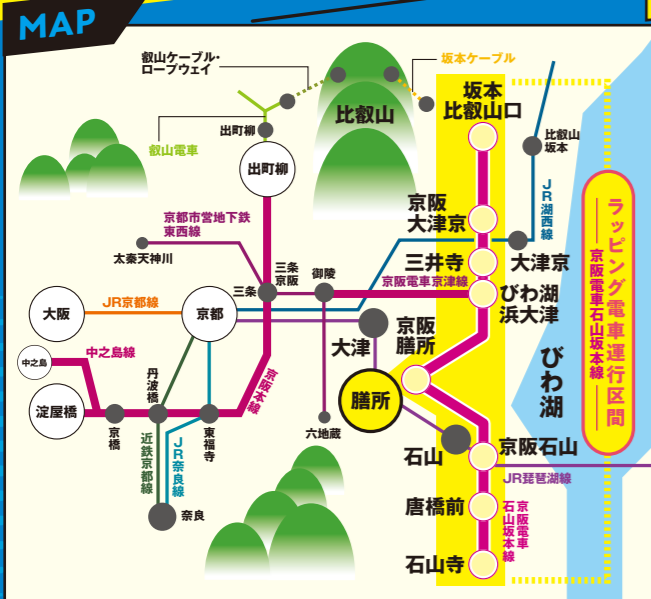 MAP
叡山ケーブル・
ロープウェイ
坂本ケーブル
比叡山
坂本
比叡山口
出町柳
叡山電車
出町柳
比叡山
坂本
JR湖西線
京阪
大津京
京都市営地下鉄
東西線
太秦天神川
三条
京阪
御陵
三井寺
大津京
京阪電車京津線
三条
びわ湖
浜大津
JR京都線
大阪
京都
大津
京阪
膳所
びわ湖
中之島
中之島線
丹波橋
京阪本線
膳所
淀屋橋
京橋
東福寺
六地蔵
近鉄京都線
JR奈良線
石山
京阪石山
JR琵琶湖線
奈良
唐橋前
京阪電車
石山坂本線
石山寺
ラッピング電車運行区間
京阪電車石山坂本線